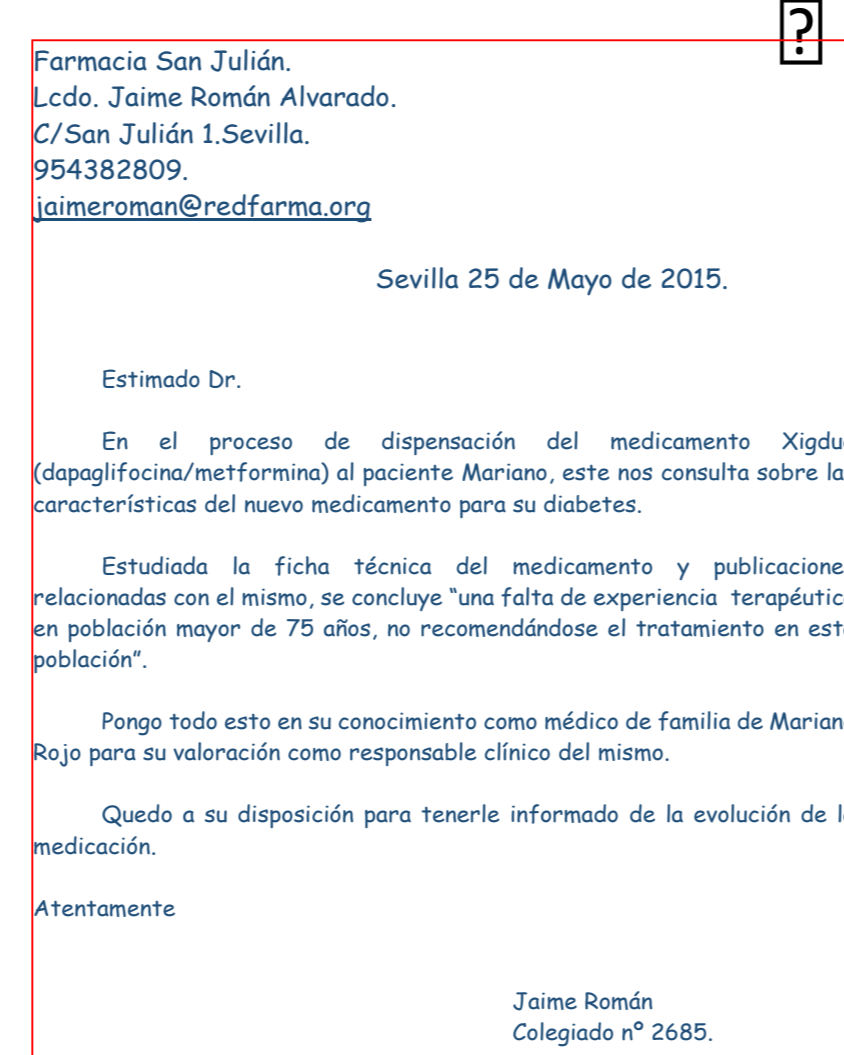 Farmacia San Julián.
Lcdo. Jaime Román Alvarado.
C/San Julián 1.Sevilla.
954382809.
jaimeroman@redfarma.org
Sevilla 25 de Mayo de 2015.
Estimado Dr.
En el proceso de dispensación del medicamento
(dapaglifocina/metformina) al paciente Mariano, este nos consulta sobre
características del nuevo medicamento para su diabetes.
Estudiada la ficha técnica del medicamento y
relacionadas con el mismo, se concluye “una falta de experiencia
en población mayor de 75 años, no recomendándose el tratamiento en
población”.
Pongo todo esto en su conocimiento como médico de familia de
Rojo para su valoración como responsable clínico del mismo.
Quedo a su disposición para tenerle informado de la evolución de
medicación.
Atentamente
Jaime Román
Colegiado nº 2685.